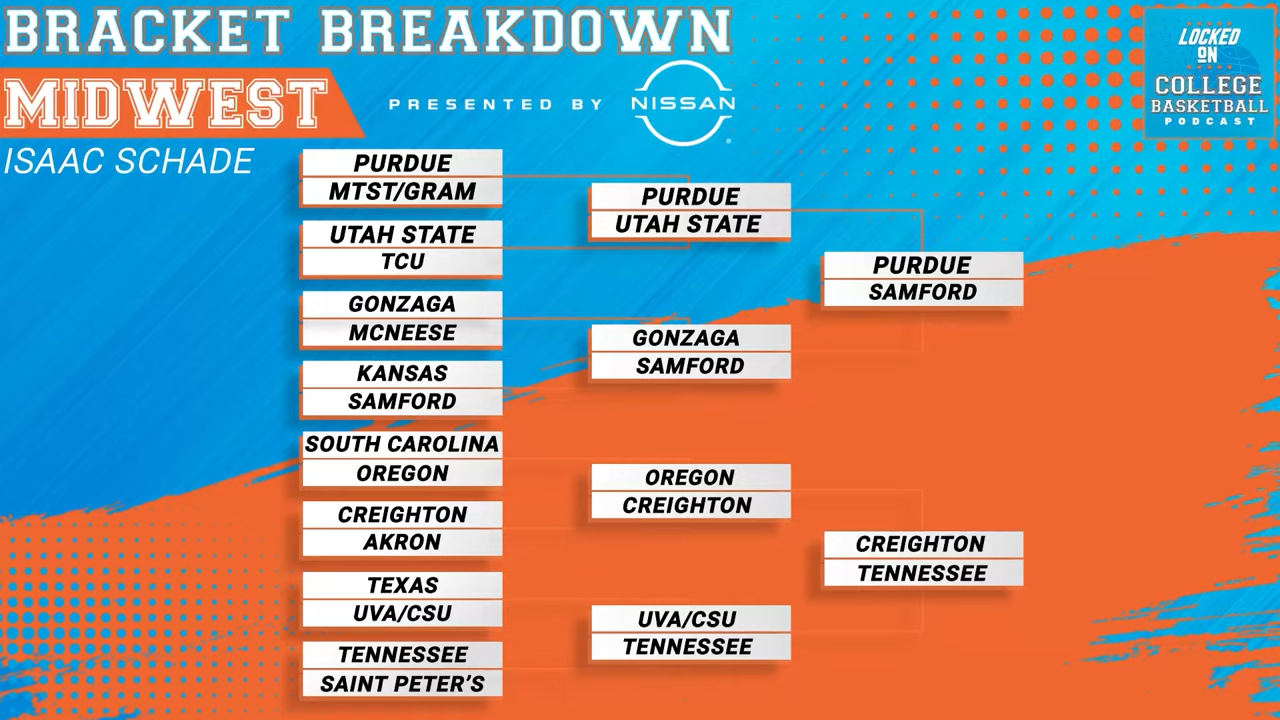 BRACKET BREAKDOWN
MIDWEST
PRESENTED BY NISSAN
LOCKED
ON
COLLEGE
BASKETBALL
PODCAST
ISAAC SCHADE
PURDUE
MTST/GRAM
UTAH STATE
TCU
GONZAGA
MCNEESE
KANSAS
SAMFORD
SOUTH CAROLINA
OREGON
CREIGHTON
AKRON
TEXAS
UVA/CSU
TENNESSEE
SAINT PETER'S
PURDUE
UTAH STATE
GONZAGA
SAMFORD
OREGON
CREIGHTON
UVA/CSU
TENNESSEE
PURDUE
SAMFORD
CREIGHTON
TENNESSEE